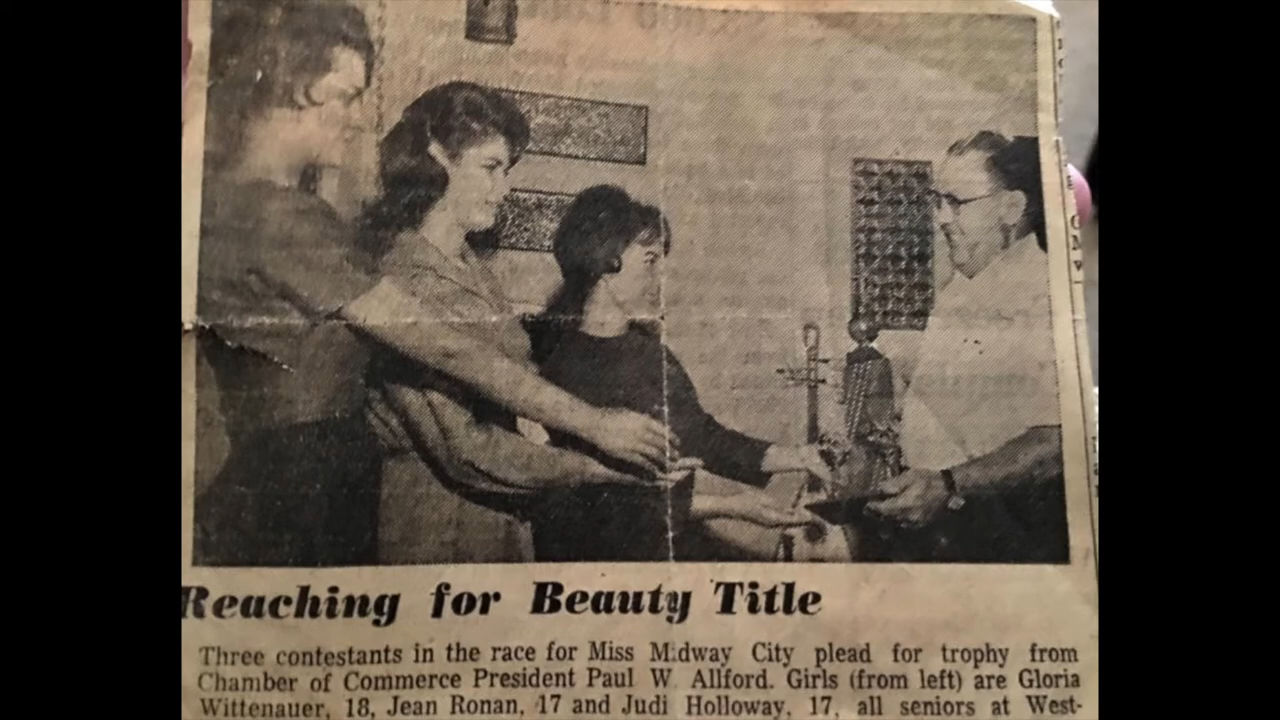 Reaching for Beauty Title
Three contestants in the race for Miss Midway City plead for trophy from
Chamber of Commerce President Paul W. Allford. Girls (from left) are Gloria
Wittenauer, 18, Jean Ronan, 17 and Judi Holloway, 17, all seniors at West-